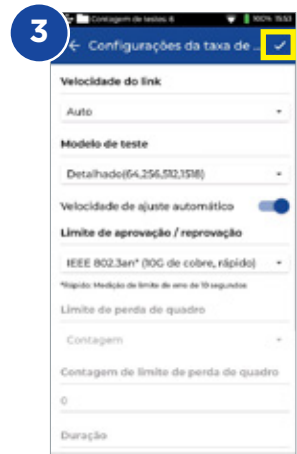 3
Contagem de testes: 6 100% 15:53
Configurações da taxa de ...
Velocidade do link
Auto
Modelo de teste
Detalhado(64,256,512,1518)
Velocidade de ajuste automático
Limite de aprovação / reprovação
IEEE 802.3an* (10G de cobre, rápido)
*Rápido: Medição de limite de erro de 10 segundos
Limite de perda de quadro
Contagem
Contagem de limite de perda de quadro
0
Duração